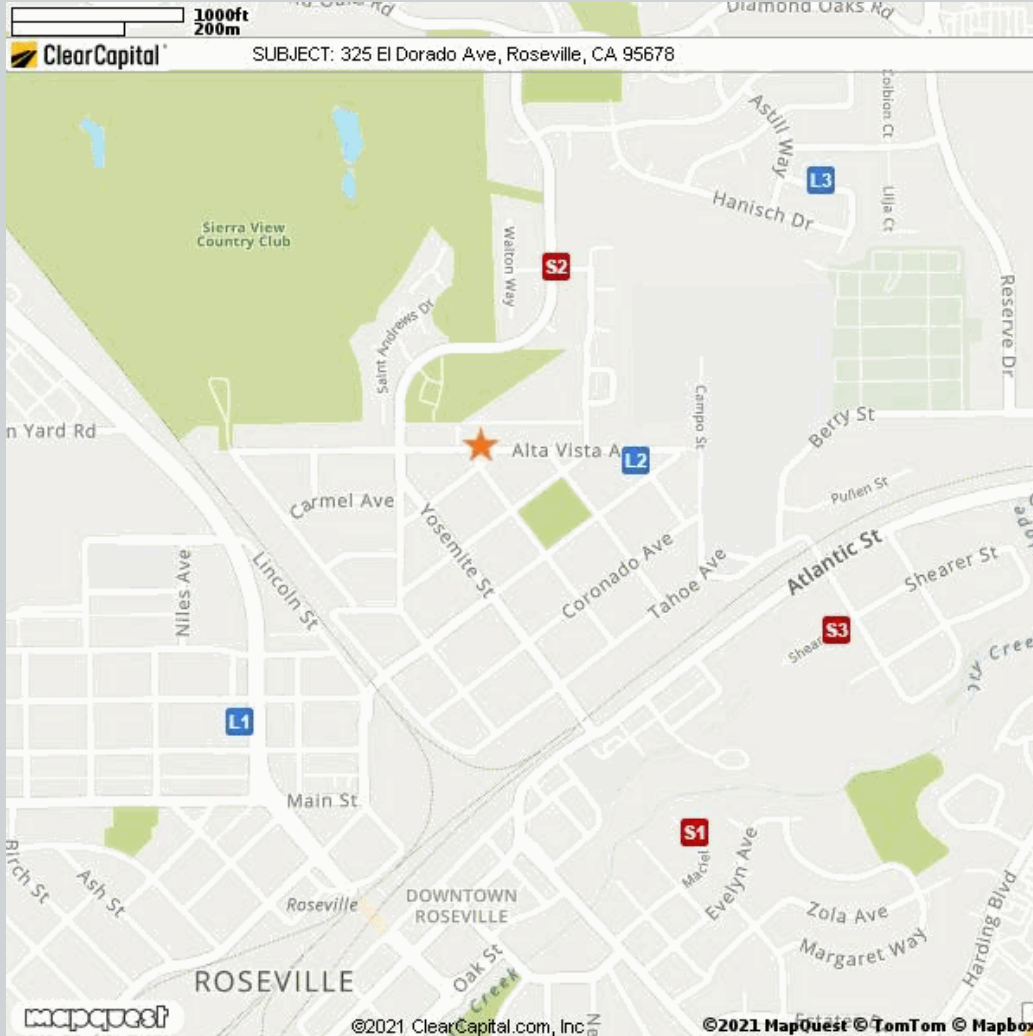 1000ft
200m
Diamond Oaks Rd
ClearCapital
SUBJECT: 325 El Dorado Ave, Roseville, CA 95678
Colbion Ct
Astill Way
L3
Hanisch Dr
Lilja Ct
Sierra View
Country Club
Walton Way
S2
Saint Andrews Dr
Reserve Dr
n Yard Rd
Campo St
Berry St
Alta Vista A
L2
Carmel Ave
Yosemite St
Pullen St
Lincoln St
Niles Ave
Coronado Ave
Tahoe Ave
Atlantic St
Shearer St
Shear
S3
L1
Main St
S1
Maciel
Evelyn Ave
Birch St
Ash St
Roseville
DOWNTOWN
ROSEVILLE
Zola Ave
Margaret Way
Harding Blvd
Oak St
Creek
ROSEVILLE
mapquest
©2021 ClearCapital.com, Inc
©2021 MapQuest © TomTom © Mapbo